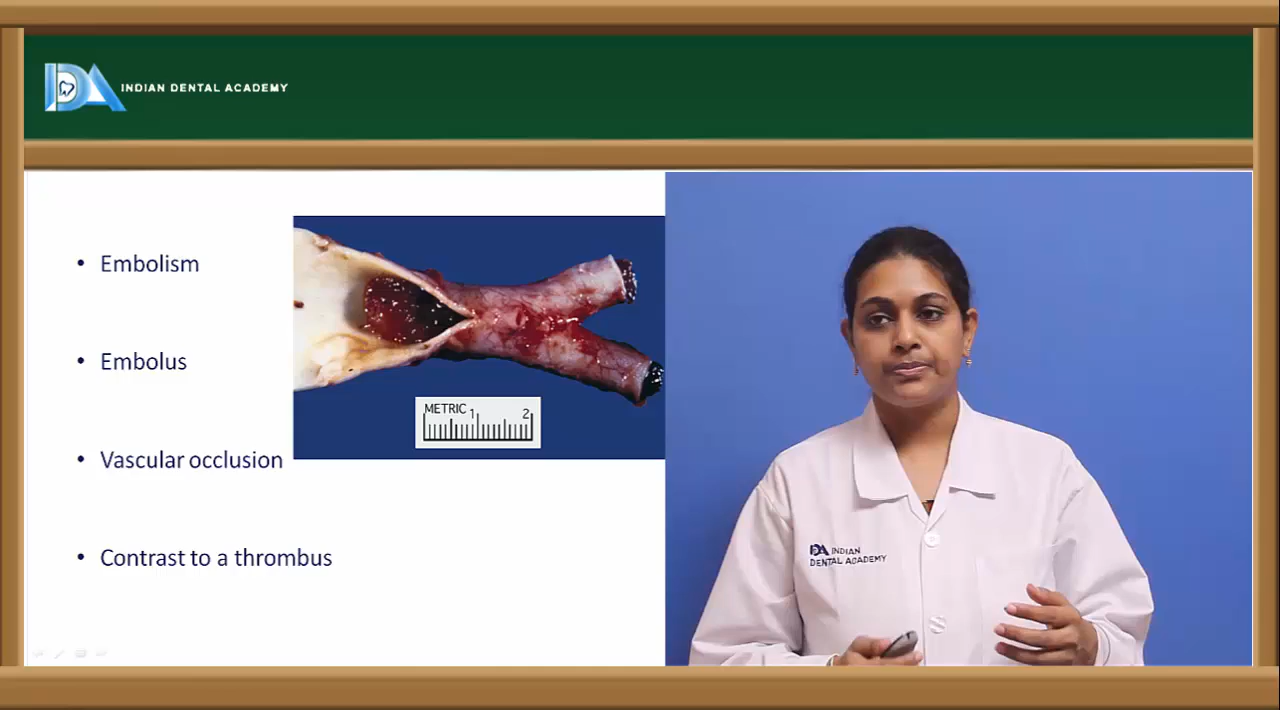 INDIAN DENTAL ACADEMY
• Embolism
• Embolus
• Vascular occlusion
• Contrast to a thrombus
METRIC 1 2
INDIAN
DENTAL ACADEMY